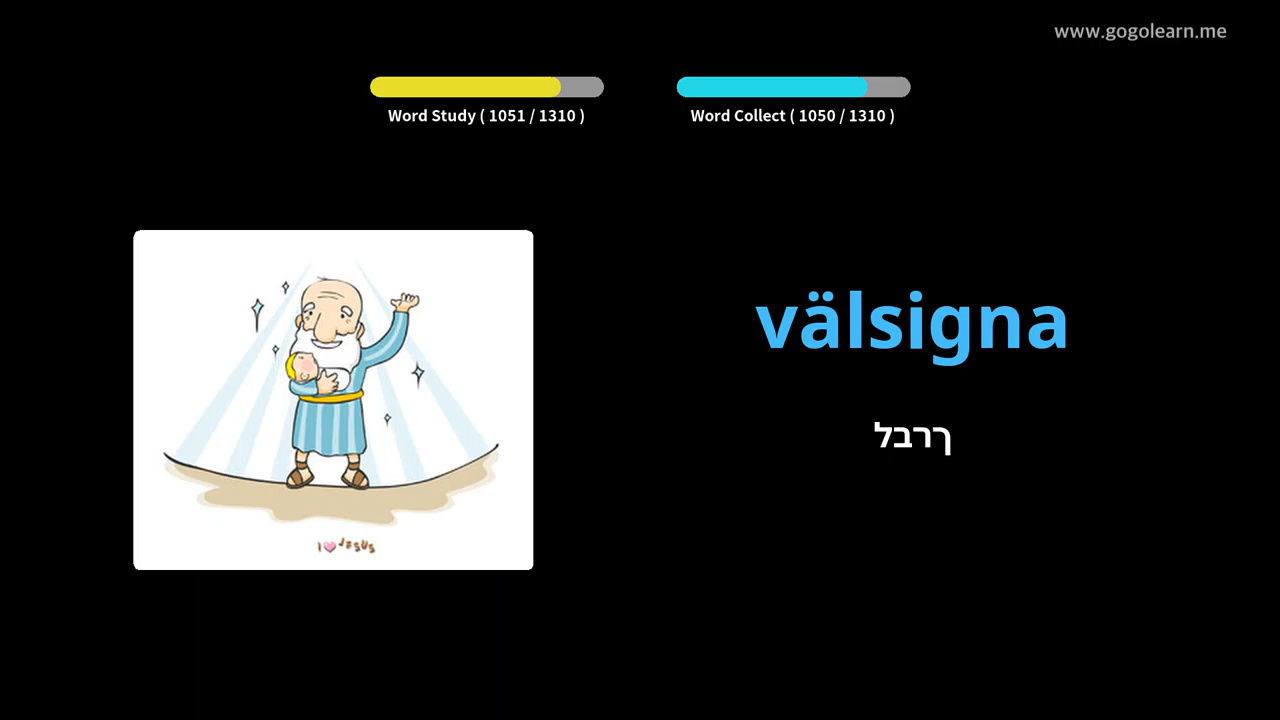 www.gogolearn.me
Word Study ( 1051 / 1310 )
Word Collect ( 1050 / 1310 )
välsigna
ךרבל
I ❤ JESUS